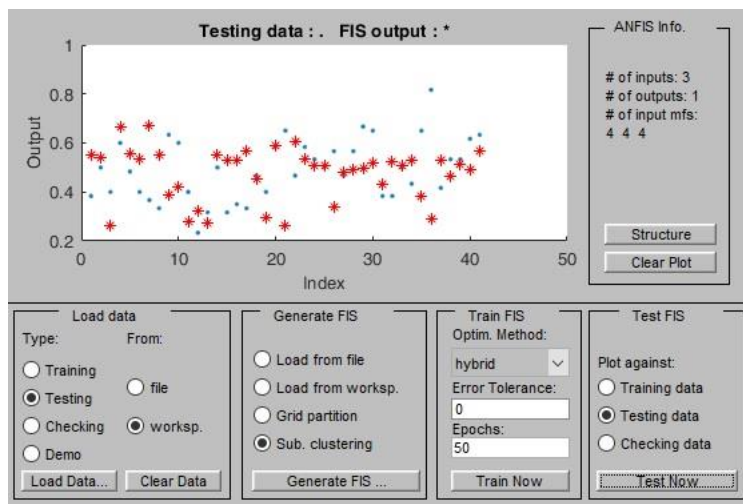 Testing data : .   FIS output : *
1
0.8
0.6
0.4
0.2
Output
0
10
20
30
40
50
Index
ANFIS Info.
# of inputs: 3
# of outputs: 1
# of input mfs:
4  4  4
Structure
Clear Plot
Load data
Type:
From:
Training
Testing
Checking
Demo
file
worksp.
Load Data...
Clear Data
Generate FIS
Load from file
Load from worksp.
Grid partition
Sub. clustering
Generate FIS ...
Train FIS
Optim. Method:
hybrid
Error Tolerance:
0
Epochs:
50
Train Now
Test FIS
Plot against:
Training data
Testing data
Checking data
Test Now